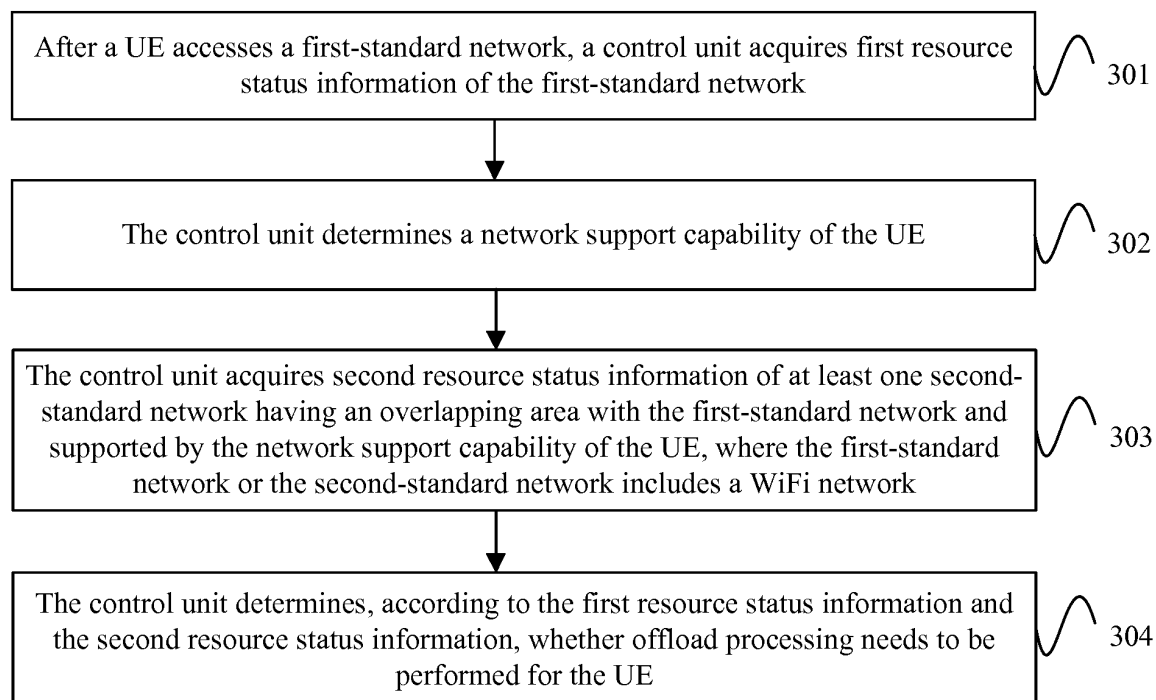 After a UE accesses a first-standard network, a control unit acquires first resource
status information of the first-standard network
301
The control unit determines a network support capability of the UE
302
The control unit acquires second resource status information of at least one second-
standard network having an overlapping area with the first-standard network and
supported by the network support capability of the UE, where the first-standard
network or the second-standard network includes a WiFi network
303
The control unit determines, according to the first resource status information and
the second resource status information, whether offload processing needs to be
performed for the UE
304